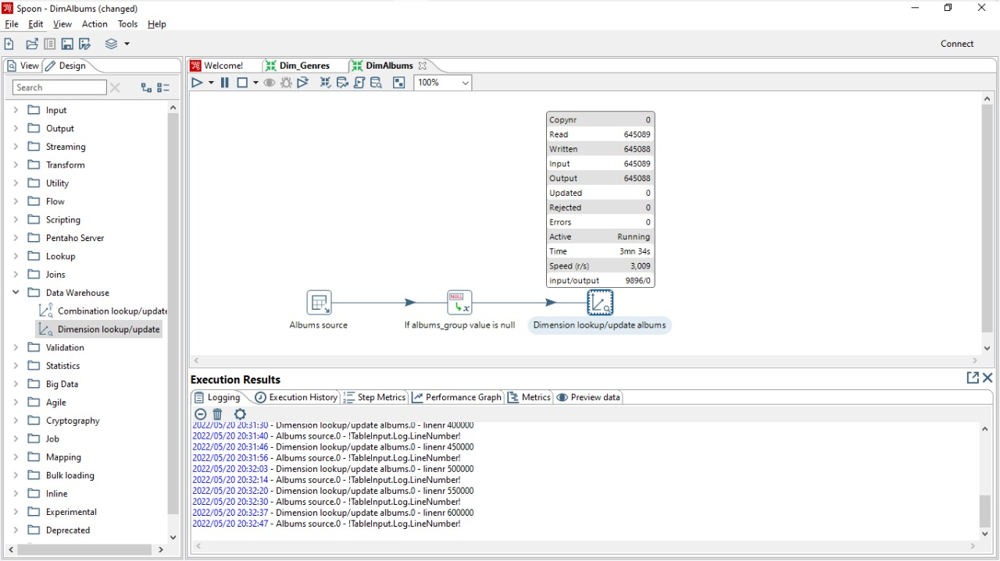 Spoon - DimAlbums (changed)
File Edit View Action Tools Help
Connect
View Design
Search
Input
Output
Streaming
Transform
Utility
Flow
Scripting
Pentaho Server
Lookup
Joins
Data Warehouse
Combination lookup/update
Dimension lookup/update
Validation
Statistics
Big Data
Agile
Cryptography
Job
Mapping
Bulk loading
Inline
Experimental
Deprecated
Welcome! Dim_Genres DimAlbums
100%
Copynr 0
Read 645089
Written 645088
Input 645089
Output 645088
Updated 0
Rejected 0
Errors 0
Active Running
Time 3mn 34s
Speed (r/s) 3,009
input/output 9896/0
NULL
x
Albums source If albums_group value is null Dimension lookup/update albums
Execution Results
Logging Execution History Step Metrics Performance Graph Metrics Preview data
2022/05/20 20:31:30 - Dimension lookup/update albums.0 - linenr 400000
2022/05/20 20:31:40 - Albums source.0 - !TableInput.Log.LineNumber!
2022/05/20 20:31:46 - Dimension lookup/update albums.0 - linenr 450000
2022/05/20 20:31:56 - Albums source.0 - !TableInput.Log.LineNumber!
2022/05/20 20:32:03 - Dimension lookup/update albums.0 - linenr 500000
2022/05/20 20:32:14 - Albums source.0 - !TableInput.Log.LineNumber!
2022/05/20 20:32:20 - Dimension lookup/update albums.0 - linenr 550000
2022/05/20 20:32:30 - Albums source.0 - !TableInput.Log.LineNumber!
2022/05/20 20:32:37 - Dimension lookup/update albums.0 - linenr 600000
2022/05/20 20:32:47 - Albums source.0 - !TableInput.Log.LineNumber!